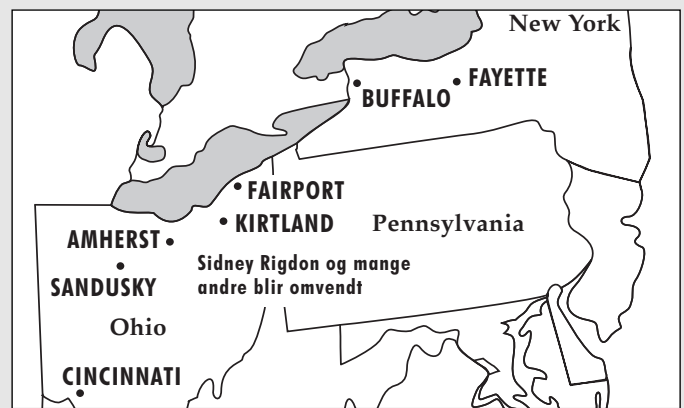 New York
FAYETTE
BUFFALO
FAIRPORT
KIRTLAND
Pennsylvania
AMHERST
Sidney Rigdon og mange
andre blir omvendt
SANDUSKY
Ohio
CINCINNATI